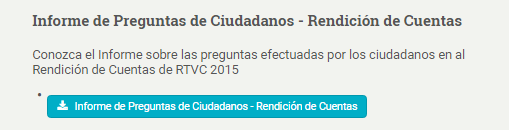 Informe de Preguntas de Ciudadanos - Rendición de Cuentas
Conozca el Informe sobre las preguntas efectuadas por los ciudadanos en al
Rendición de Cuentas de RTVC 2015
Informe de Preguntas de Ciudadanos - Rendición de Cuentas